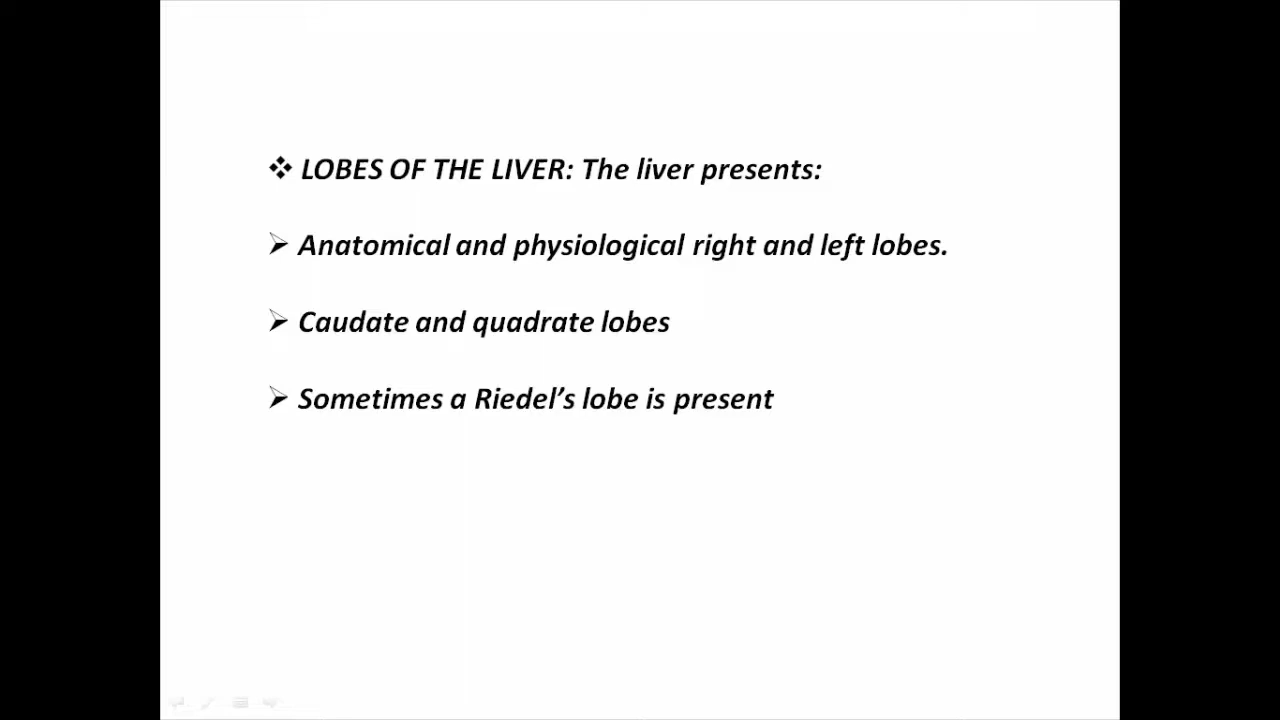 ❖ LOBES OF THE LIVER: The liver presents:
➢ Anatomical and physiological right and left lobes.
➢ Caudate and quadrate lobes
➢ Sometimes a Riedel’s lobe is present